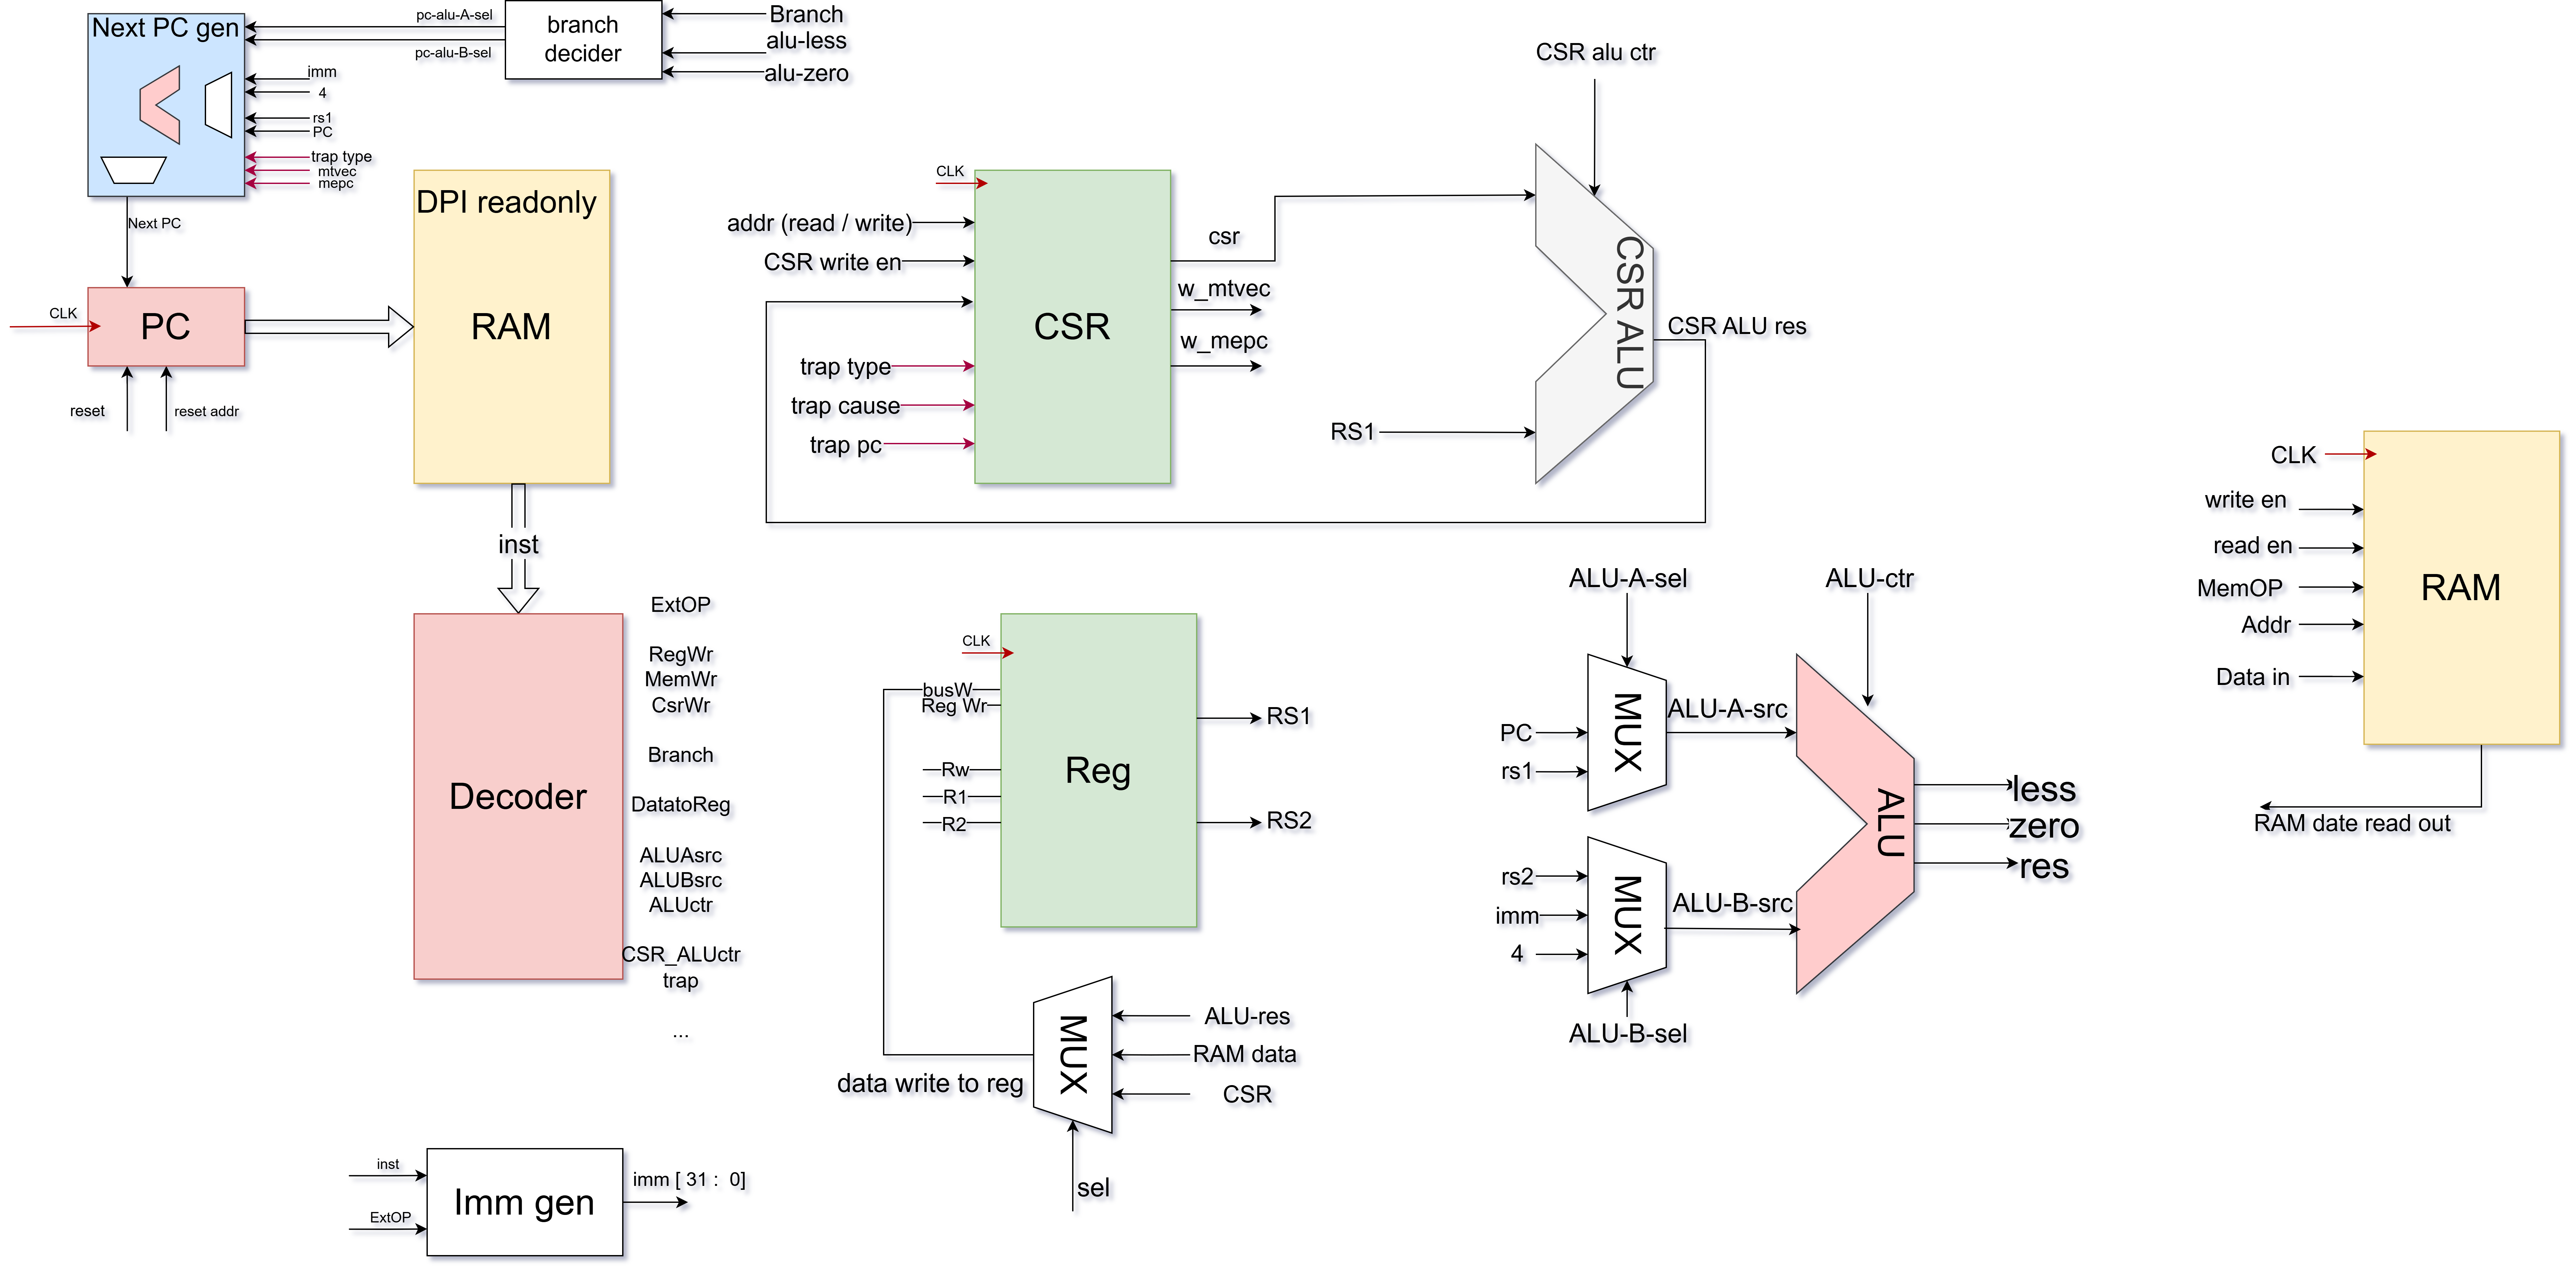 Next PC gen
pc-alu-A-sel
pc-alu-B-sel
branch
decider
Branch
alu-less
alu-zero
imm
4
rs1
PC
trap type
mtvec
mepc
Next PC
CLK
PC
reset
reset addr
DPI readonly
RAM
inst
Decoder
ExtOP
RegWr
MemWr
CsrWr
Branch
DatatoReg
ALUAsrc
ALUBsrc
ALUctr
CSR_ALUctr
trap
...
inst
ExtOP
Imm gen
imm [ 31 : 0]
CLK
addr (read / write)
CSR write en
trap type
trap cause
trap pc
CSR
csr
w_mtvec
w_mepc
CSR alu ctr
CSR ALU
RS1
CSR ALU res
CLK
busW
Reg Wr
Rw
R1
R2
Reg
RS1
RS2
MUX
ALU-res
RAM data
CSR
data write to reg
sel
ALU-A-sel
PC
rs1
MUX
ALU-A-src
ALU-ctr
rs2
imm
4
MUX
ALU-B-src
ALU-B-sel
ALU
less
zero
res
CLK
write en
read en
MemOP
Addr
Data in
RAM
RAM date read out